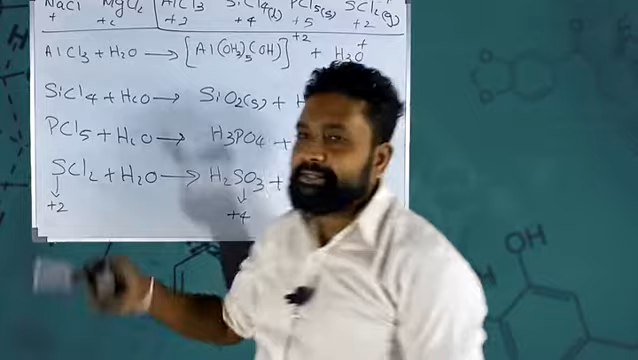 NaCl MgCl2 AlCl3 SiCl4(l) PCl5(s) SCl2(g)
+ +2 +3 +4 +5 +2
AlCl3 + H2O → [Al(OH2)5(OH)]+2 + H3O+
SiCl4 + H2O → SiO2(s) + H
PCl5 + H2O → H3PO4 +
SCl2 + H2O → H2SO3 +
+2 +4
OH
H